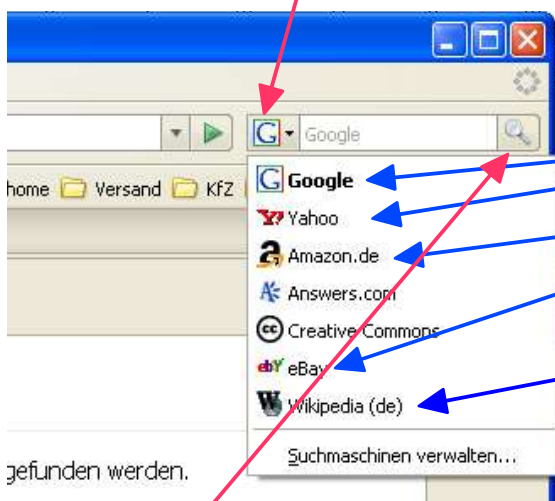 Google
home Versand KfZ
Google
Yahoo
Amazon.de
Answers.com
Creative Commons
eBay
Wikipedia (de)
Suchmaschinen verwalten...
gefunden werden.